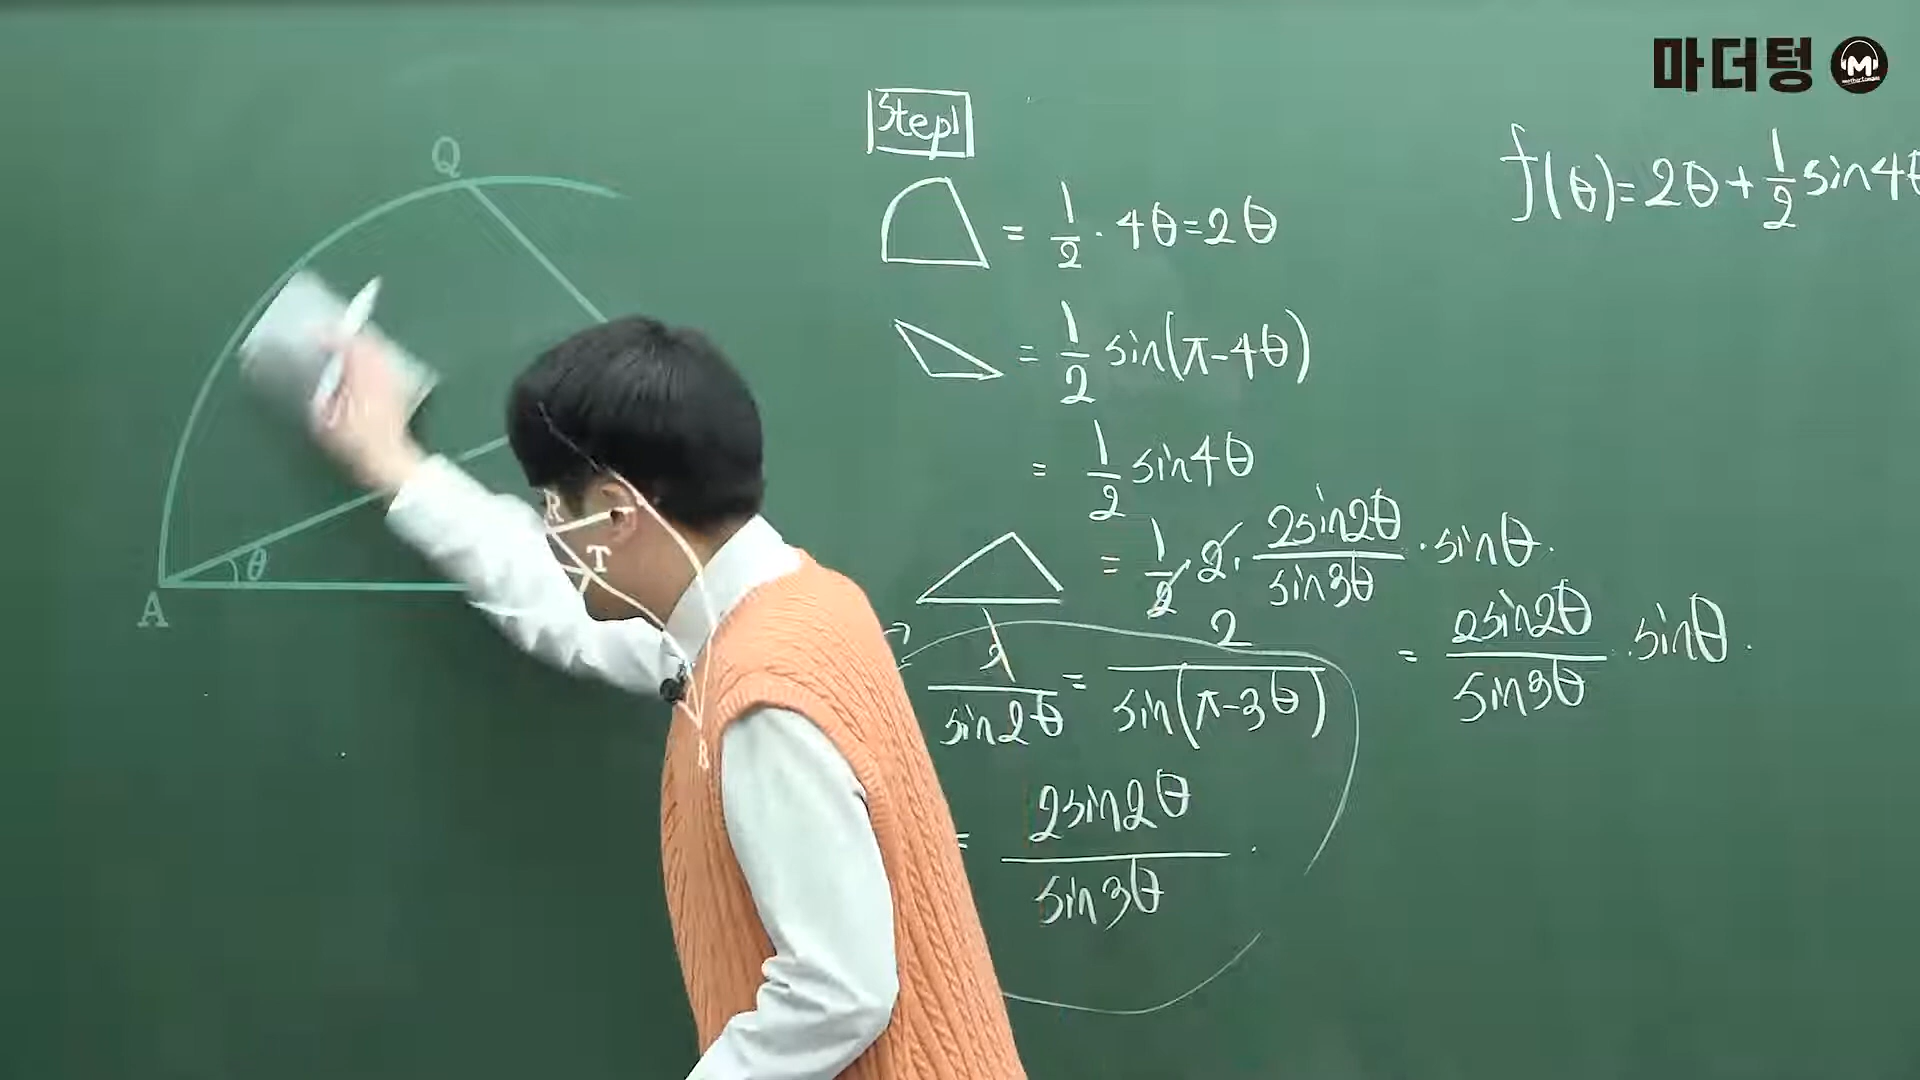 마더텅 M
Step1
f(θ)=2θ+1/2 sin4θ
Q
= 1/2 · 4θ=2θ
= 1/2 sin(π-4θ)
= 1/2 sin4θ
R
T
θ
A
B
= 1/2 · 2 · 2sin2θ/sin3θ · sinθ.
= 2sin2θ/sin3θ · sinθ.
/sin2θ = 2/sin(π-3θ)
= 2sin2θ/sin3θ .